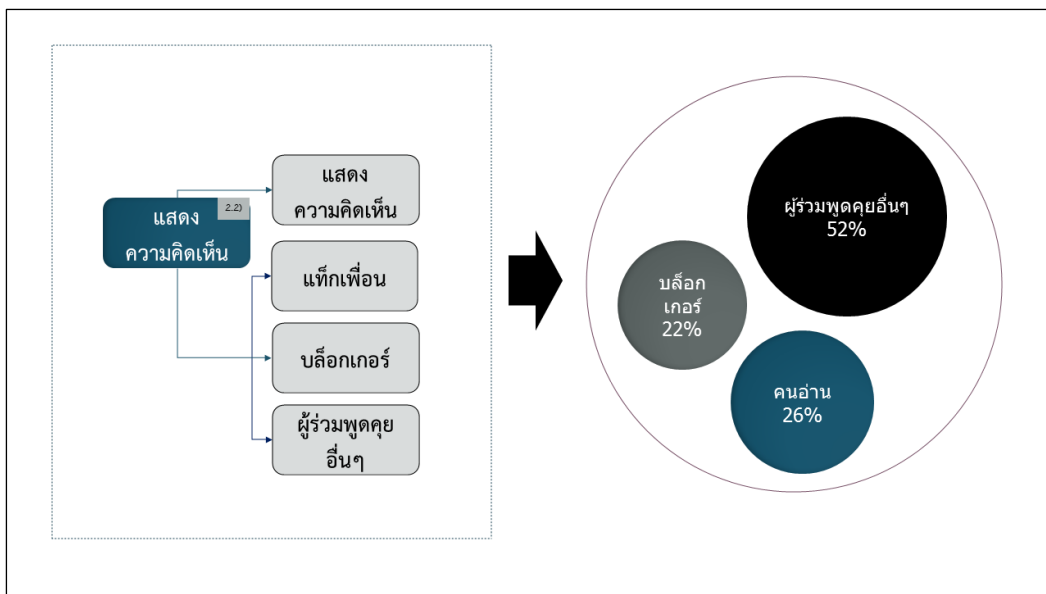 แสดง
ความคิดเห็น
2.2)
แสดง
ความคิดเห็น
แท็กเพื่อน
บล็อกเกอร์
ผู้ร่วมพูดคุย
อื่นๆ
ผู้ร่วมพูดคุยอื่นๆ
52%
บล็อก
เกอร์
22%
คนอ่าน
26%